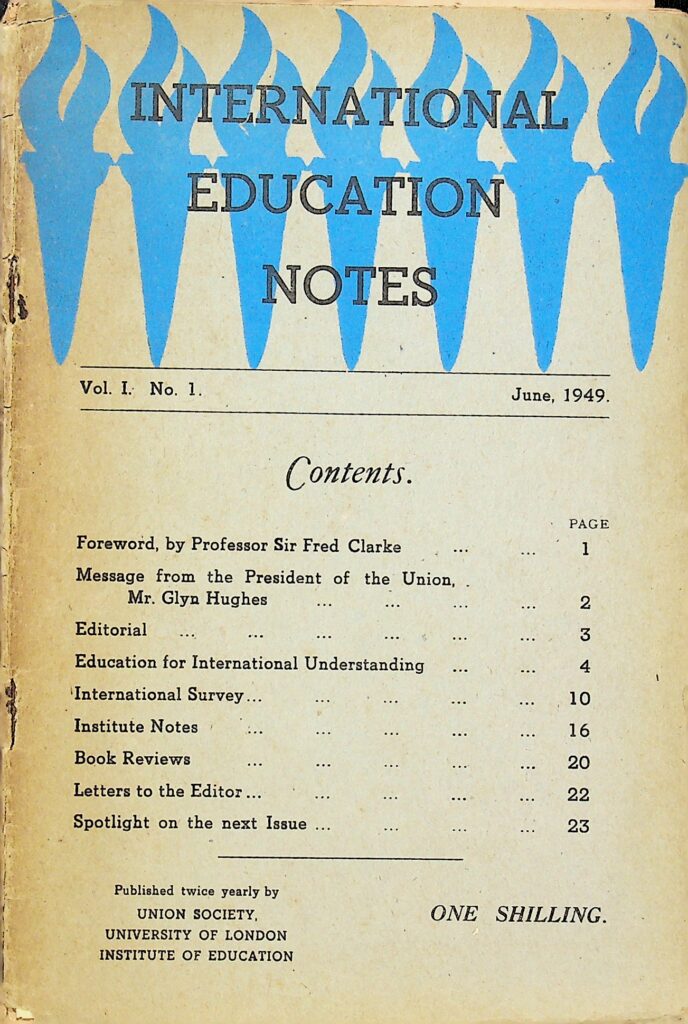 INTERNATIONAL
EDUCATION
NOTES
Vol. I. No. 1. June, 1949.
Contents.
PAGE
Foreword, by Professor Sir Fred Clarke ... ... 1
Message from the President of the Union,
Mr. Glyn Hughes ... ... ... ... 2
Editorial ... ... ... ... ... ... 3
Education for International Understanding ... ... 4
International Survey... ... ... ... ... 10
Institute Notes ... ... ... ... ... 16
Book Reviews ... ... ... ... ... 20
Letters to the Editor... ... ... ... ... 22
Spotlight on the next Issue ... ... ... ... 23
Published twice yearly by
UNION SOCIETY,
UNIVERSITY OF LONDON
INSTITUTE OF EDUCATION
ONE SHILLING.